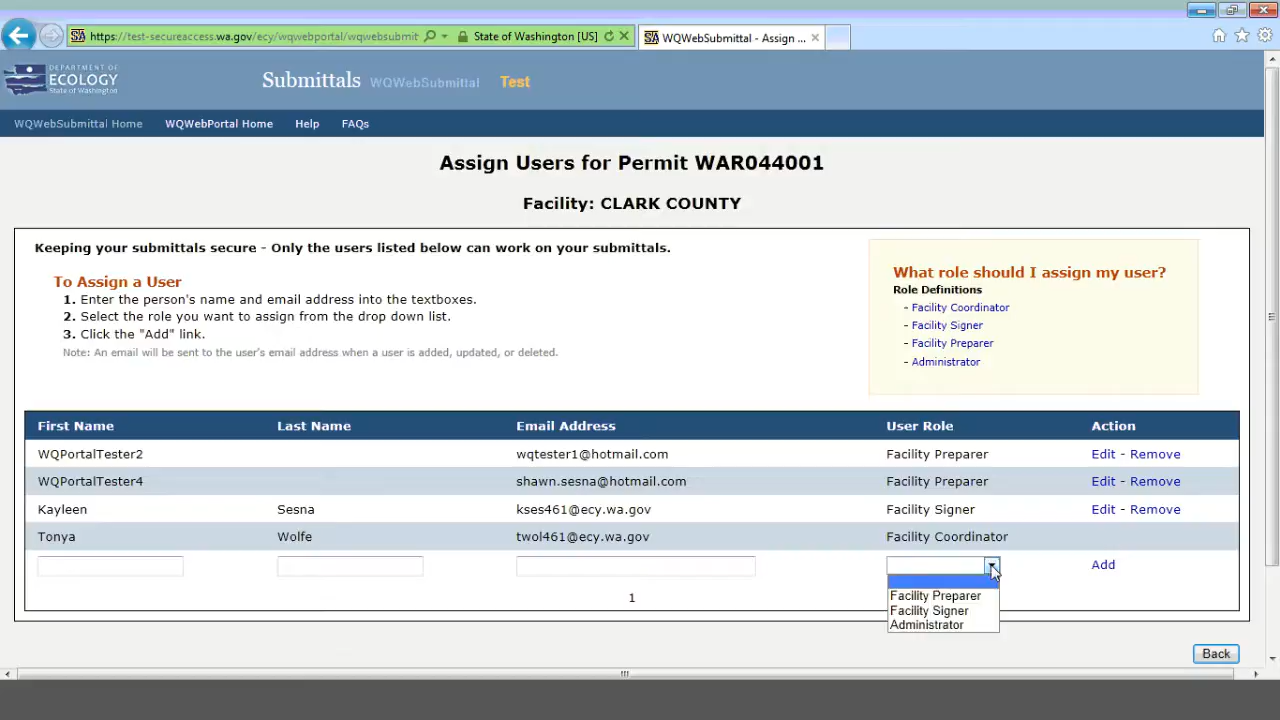 https://test-secureaccess.wa.gov/ecy/wqwebportal/wqwebsubmit
State of Washington [US]
WQWebSubmittal - Assign ...
DEPARTMENT OF
ECOLOGY
State of Washington
Submittals WQWebSubmittal Test
WQWebSubmittal Home WQWebPortal Home Help FAQs
Assign Users for Permit WAR044001
Facility: CLARK COUNTY
Keeping your submittals secure - Only the users listed below can work on your submittals.
To Assign a User
1. Enter the person's name and email address into the textboxes.
2. Select the role you want to assign from the drop down list.
3. Click the "Add" link.
Note: An email will be sent to the user's email address when a user is added, updated, or deleted.
What role should I assign my user?
Role Definitions
- Facility Coordinator
- Facility Signer
- Facility Preparer
- Administrator
First Name Last Name Email Address User Role Action
WQPortalTester2 wqtester1@hotmail.com Facility Preparer Edit - Remove
WQPortalTester4 shawn.sesna@hotmail.com Facility Preparer Edit - Remove
Kayleen Sesna kses461@ecy.wa.gov Facility Signer Edit - Remove
Tonya Wolfe twol461@ecy.wa.gov Facility Coordinator
Add
Facility Preparer
Facility Signer
Administrator
1
Back